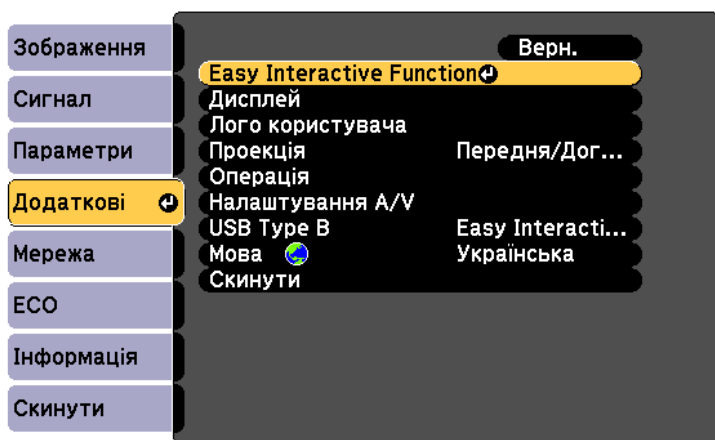 Зображення
Сигнал
Параметри
Додаткові
Мережа
ECO
Інформація
Скинути
Верн.
Easy Interactive Function
Дисплей
Лого користувача
Проекція Передня/Дог...
Операція
Налаштування A/V
USB Type B Easy Interacti...
Мова Українська
Скинути